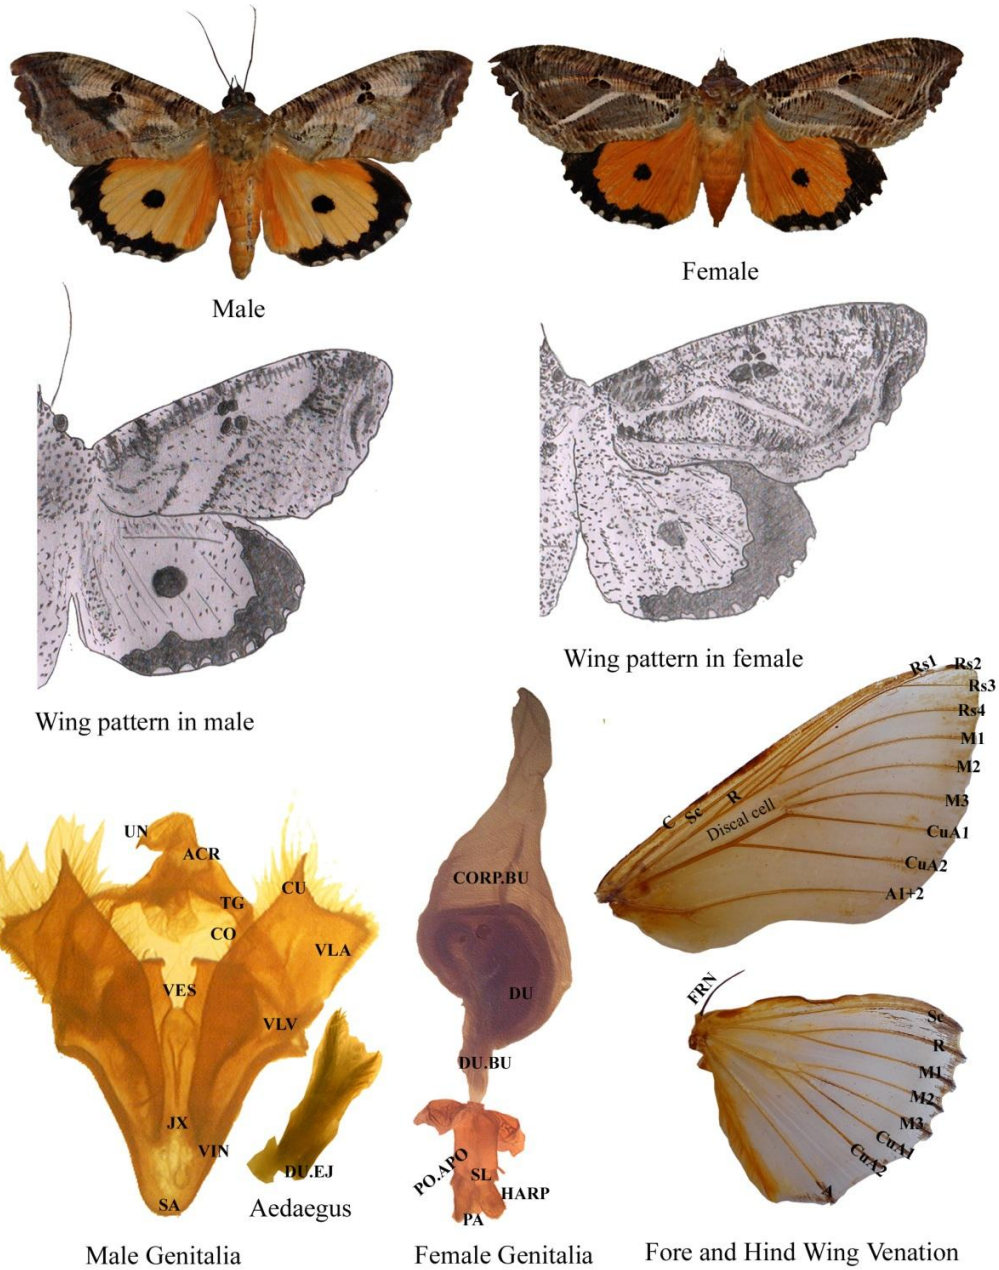 Male
Female
Wing pattern in male
Wing pattern in female
Rs1
Rs2
Rs3
Rs4
M1
M2
M3
CuA1
CuA2
A1+2
C
Sc
R
Discal cell
UN
ACR
TG
CO
CU
VLA
VES
VLV
JX
VIN
SA
DU.EJ
Aedaegus
Male Genitalia
CORP.BU
DU
DU.BU
PO.APO
SL
HARP
PA
Female Genitalia
FRN
Sc
R
M1
M2
M3
CuA1
CuA2
A
Fore and Hind Wing Venation